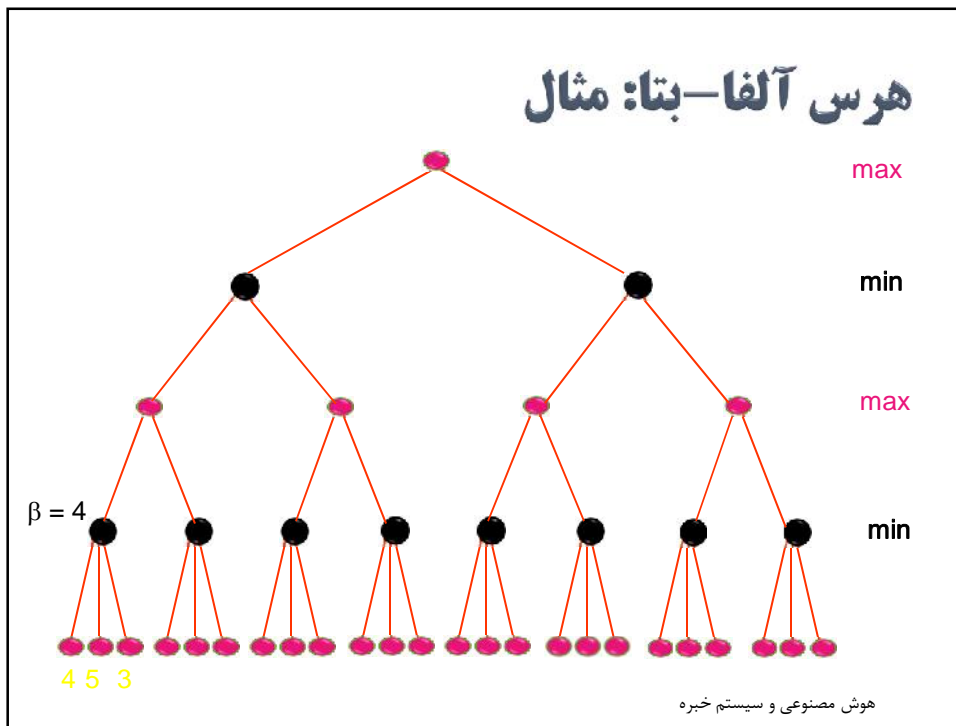 هرس آلفا–بتا: مثال
max
min
max
β = 4
min
4 5 3
هوش مصنوعی و سیستم خبره